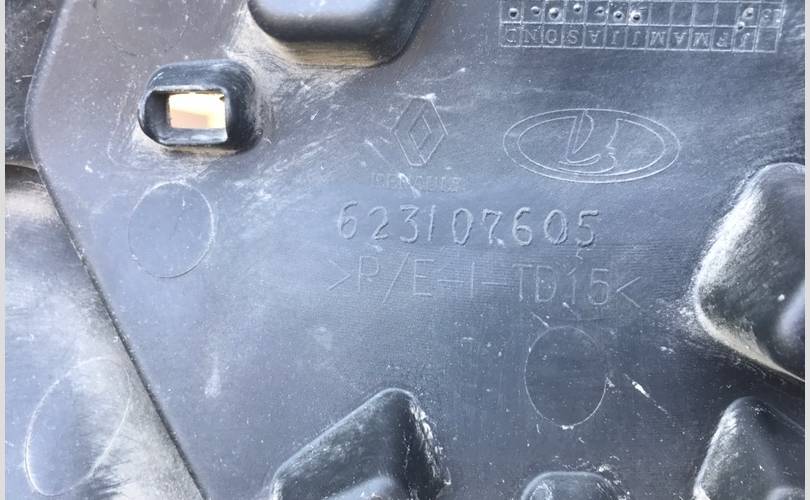 RENAULT
623107605
>P/E-I-TD15<